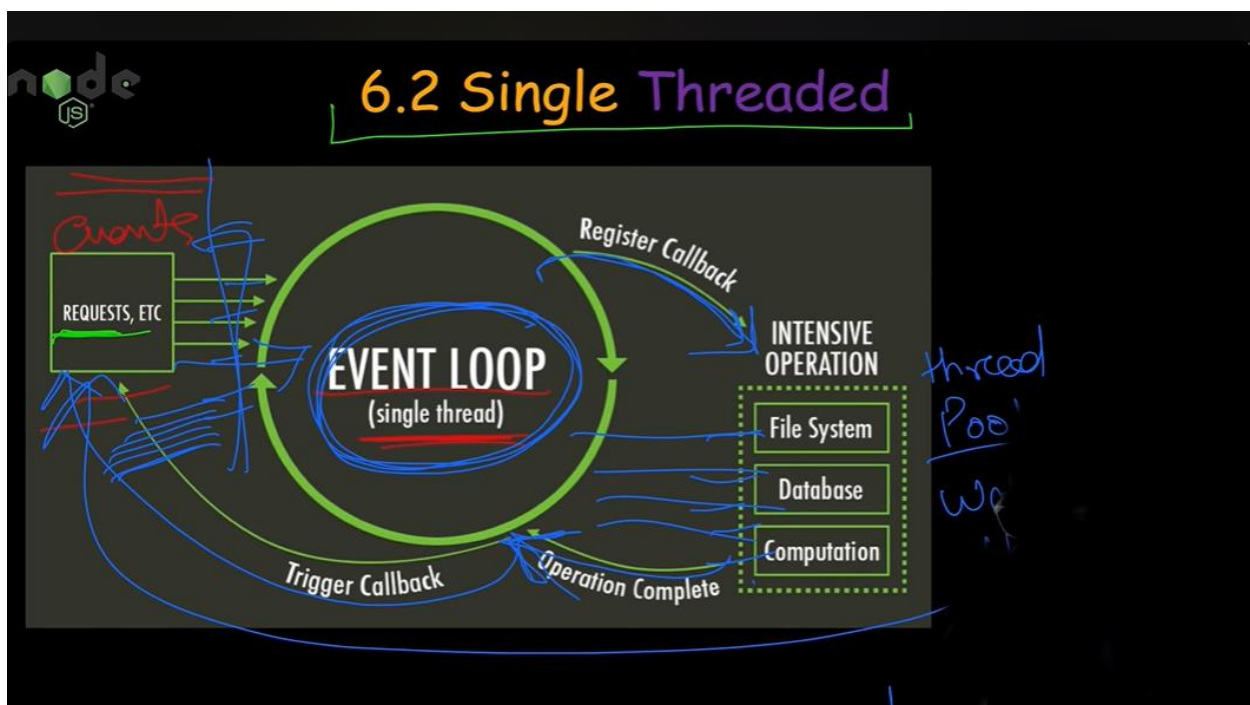 node
JS
6.2 Single Threaded
REQUESTS, ETC
EVENT LOOP
(single thread)
Register Callback
INTENSIVE
OPERATION
File System
Database
Computation
Operation Complete
Trigger Callback
thread
Poo